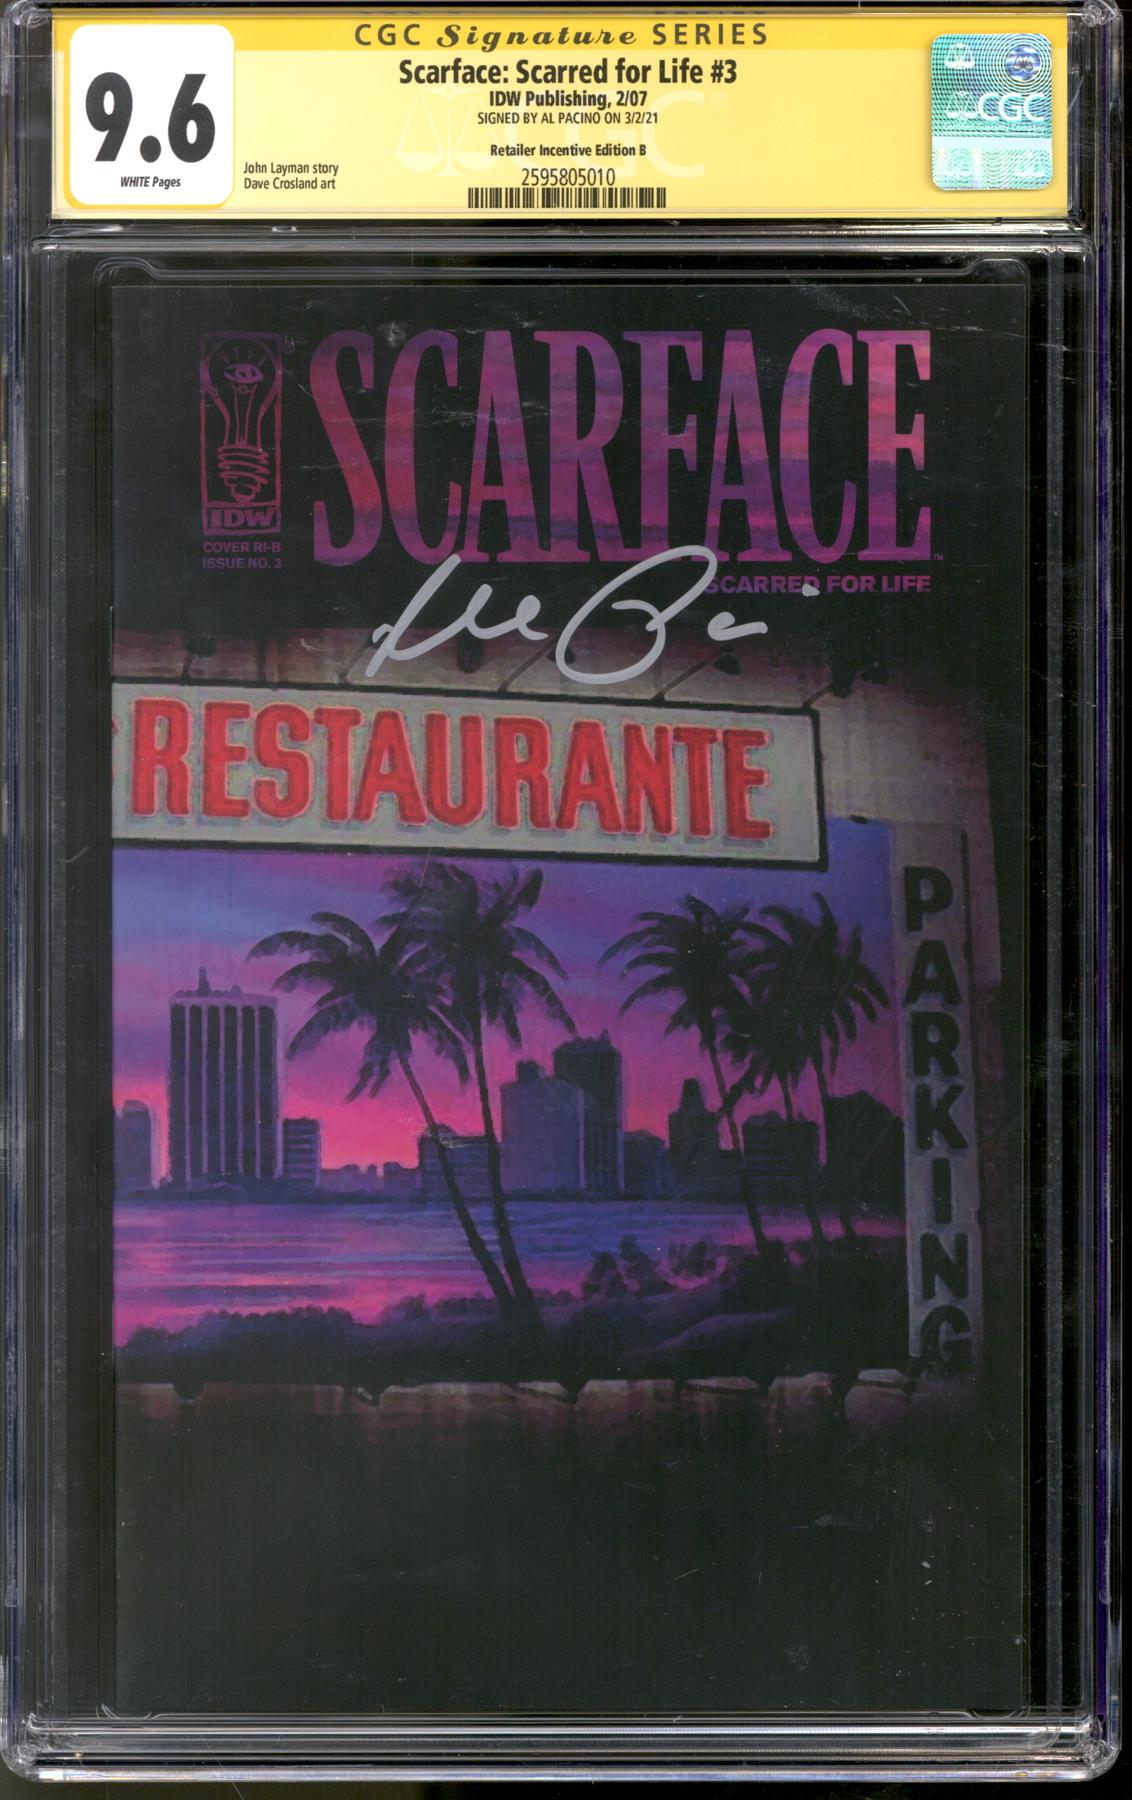 CGC Signature SERIES
Scarface: Scarred for Life #3
9.6
IDW Publishing, 2/07
SIGNED BY AL PACINO ON 3/2/21
CGC
Retailer Incentive Edition B
WHITE Pages
John Layman story
Dave Crosland art
2595805010
SCARFACE
™
IDW
COVER RI-B
ISSUE NO. 3
SCARRED FOR LIFE
RESTAURANTE
PARKING